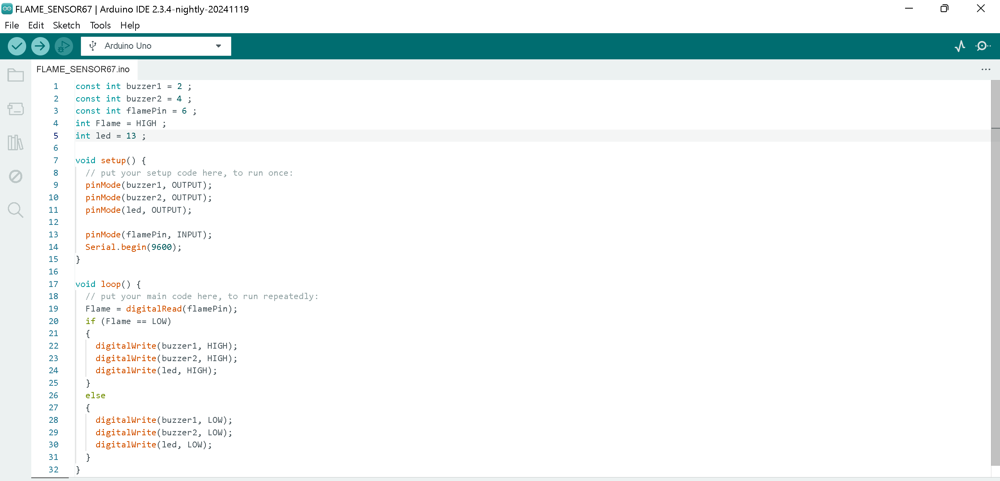 FLAME_SENSOR67 | Arduino IDE 2.3.4-nightly-20241119
File Edit Sketch Tools Help
Arduino Uno
FLAME_SENSOR67.ino
1 const int buzzer1 = 2 ;
2 const int buzzer2 = 4 ;
3 const int flamePin = 6 ;
4 int Flame = HIGH ;
5 int led = 13 ;
6
7 void setup() {
8 // put your setup code here, to run once:
9 pinMode(buzzer1, OUTPUT);
10 pinMode(buzzer2, OUTPUT);
11 pinMode(led, OUTPUT);
12
13 pinMode(flamePin, INPUT);
14 Serial.begin(9600);
15 }
16
17 void loop() {
18 // put your main code here, to run repeatedly:
19 Flame = digitalRead(flamePin);
20 if (Flame == LOW)
21 {
22 digitalWrite(buzzer1, HIGH);
23 digitalWrite(buzzer2, HIGH);
24 digitalWrite(led, HIGH);
25 }
26 else
27 {
28 digitalWrite(buzzer1, LOW);
29 digitalWrite(buzzer2, LOW);
30 digitalWrite(led, LOW);
31 }
32 }